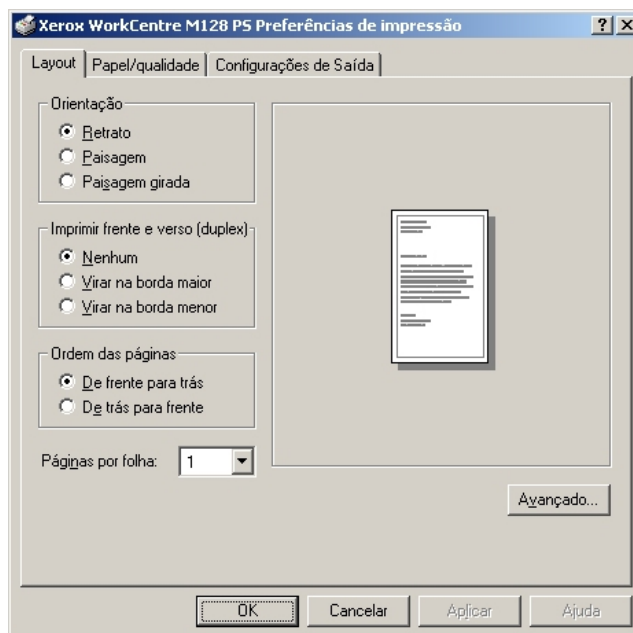 Xerox WorkCentre M128 PS Preferências de impressão
Layout Papel/qualidade Configurações de Saída
Orientação
Retrato
Paisagem
Paisagem girada
Imprimir frente e verso (duplex)
Nenhum
Virar na borda maior
Virar na borda menor
Ordem das páginas
De frente para trás
De trás para frente
Páginas por folha: 1
Avançado...
OK Cancelar Aplicar Ajuda